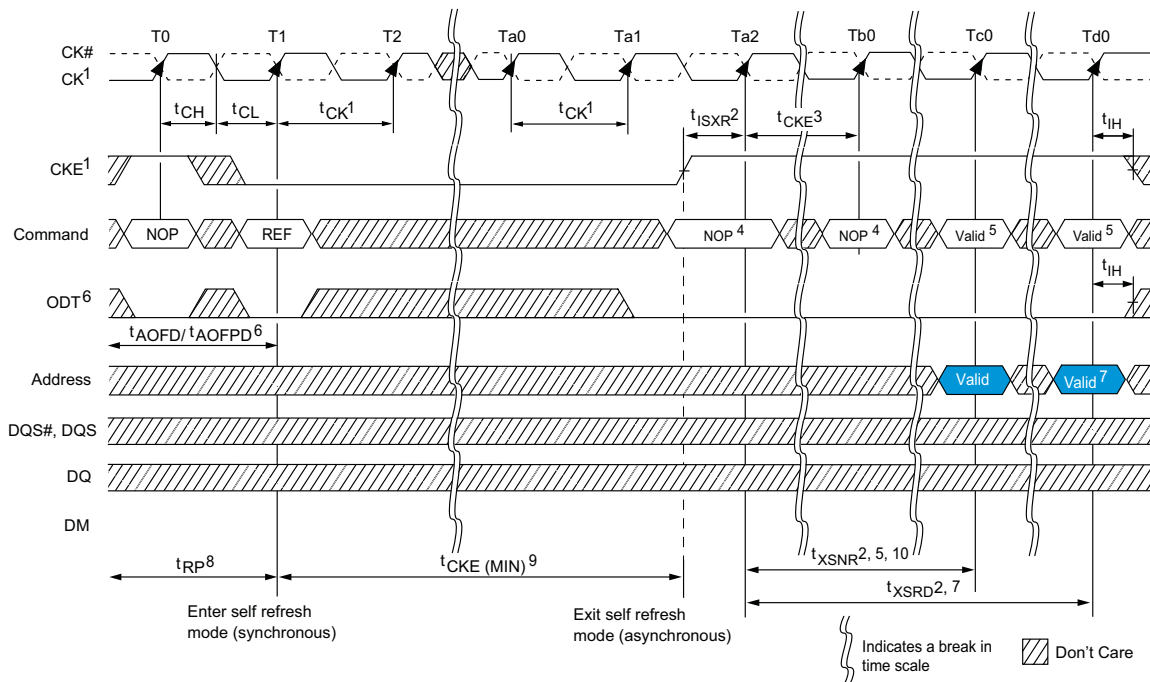 T0 T1 T2 Ta0 Ta1 Ta2 Tb0 Tc0 Td0
CK#
CK1
tCH tCL tCK1 tCK1 tISXR2 tCKE3 tIH
CKE1
Command NOP REF NOP 4 NOP 4 Valid 5 Valid 5
tIH
ODT6
tAOFD/ tAOFPD6
Address Valid Valid 7
DQS#, DQS
DQ
DM
tRP8 tCKE (MIN) 9 tXSNR2, 5, 10
tXSRD2, 7
Enter self refresh
mode (synchronous)
Exit self refresh
mode (asynchronous)
Indicates a break in
time scale
Don't Care